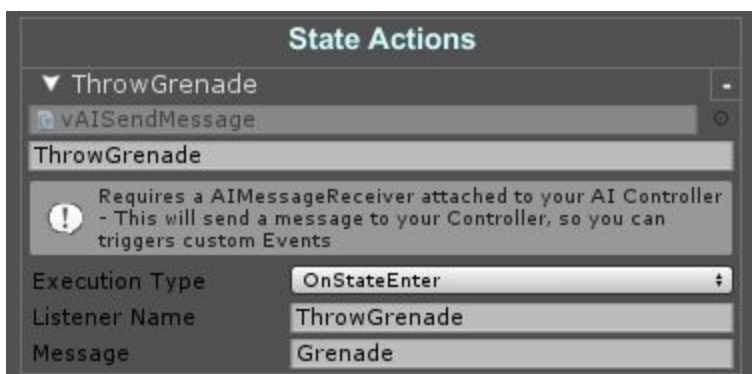 State Actions
▼ ThrowGrenade -
vAISendMessage
ThrowGrenade
Requires a AIMessageReceiver attached to your AI Controller
- This will send a message to your Controller, so you can
triggers custom Events
Execution Type OnStateEnter
Listener Name ThrowGrenade
Message Grenade